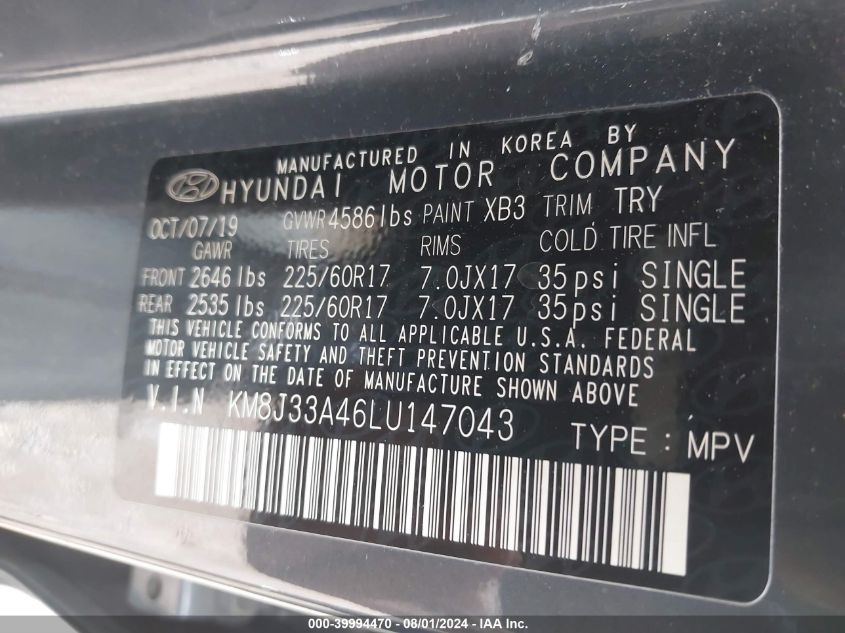 MANUFACTURED IN KOREA BY
HYUNDAI MOTOR COMPANY
OCT/07/19 GVWR 4586 lbs PAINT XB3 TRIM TRY
GAWR TIRES RIMS COLD TIRE INFL
FRONT 2646 lbs 225/60R17 7.0JX17 35psi SINGLE
REAR 2535 lbs 225/60R17 7.0JX17 35psi SINGLE
THIS VEHICLE CONFORMS TO ALL APPLICABLE U.S.A. FEDERAL
MOTOR VEHICLE SAFETY AND THEFT PREVENTION STANDARDS
IN EFFECT ON THE DATE OF MANUFACTURE SHOWN ABOVE
V.I.N KM8J33A46LU147043 TYPE : MPV
000-39994470 - 08/01/2024 - IAAI.COM